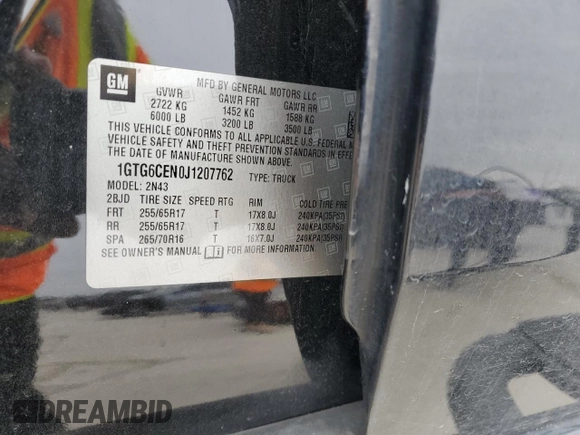 GM
MFD BY GENERAL MOTORS LLC
GVWR GAWR FRT GAWR RR
2722 KG 1452 KG 1588 KG
6000 LB 3200 LB 3500 LB
THIS VEHICLE CONFORMS TO ALL APPLICABLE U.S. FEDERAL
VEHICLE SAFETY AND THEFT PREVENTION STANDARDS IN EFFE
THE DATE OF MANUFACTURE SHOWN ABOVE.
1GTG6CEN0J1207762 TYPE: TRUCK
MODEL: 2N43
2BJD TIRE SIZE SPEED RTG RIM COLD TIRE PRE
FRT 255/65R17 T 17X8.0J 240KPA(35PSI)
RR 255/65R17 T 17X8.0J 240KPA(35PSI)
SPA 265/70R16 T 16X7.0J 240KPA(35PSI)
SEE OWNER'S MANUAL FOR MORE INFORMATION.
DREAMBID